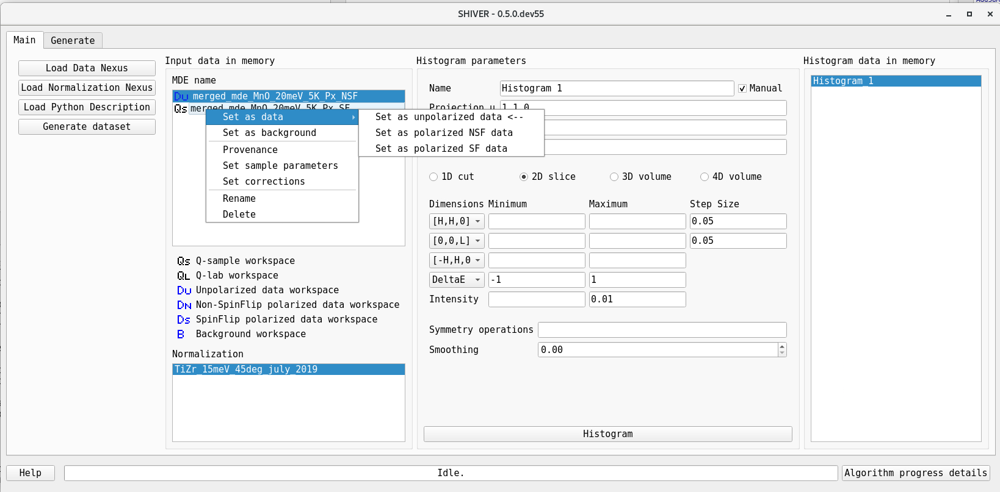 SHIVER - 0.5.0.dev55
Main
Generate
Load Data Nexus
Load Normalization Nexus
Load Python Description
Generate dataset
Input data in memory
MDE name
Du merged_mde_MnO_20meV_5K_Px_NSF
Qs merged_mde_MnO_20meV_5K_Px_SF
Set as data
Set as background
Provenance
Set sample parameters
Set corrections
Rename
Delete
Set as unpolarized data <--
Set as polarized NSF data
Set as polarized SF data
Qs Q-sample workspace
QL Q-lab workspace
Du Unpolarized data workspace
DN Non-SpinFlip polarized data workspace
Ds SpinFlip polarized data workspace
B Background workspace
Normalization
TiZr_15meV_45deg_july_2019
Histogram parameters
Name Histogram 1 Manual
Projection u 1,1,0
1D cut 2D slice 3D volume 4D volume
Dimensions Minimum Maximum Step Size
[H,H,0] 0.05
[0,0,L] 0.05
[-H,H,0
DeltaE -1 1
Intensity 0.01
Symmetry operations
Smoothing 0.00
Histogram
Histogram data in memory
Histogram_1
Help
Idle.
Algorithm progress details